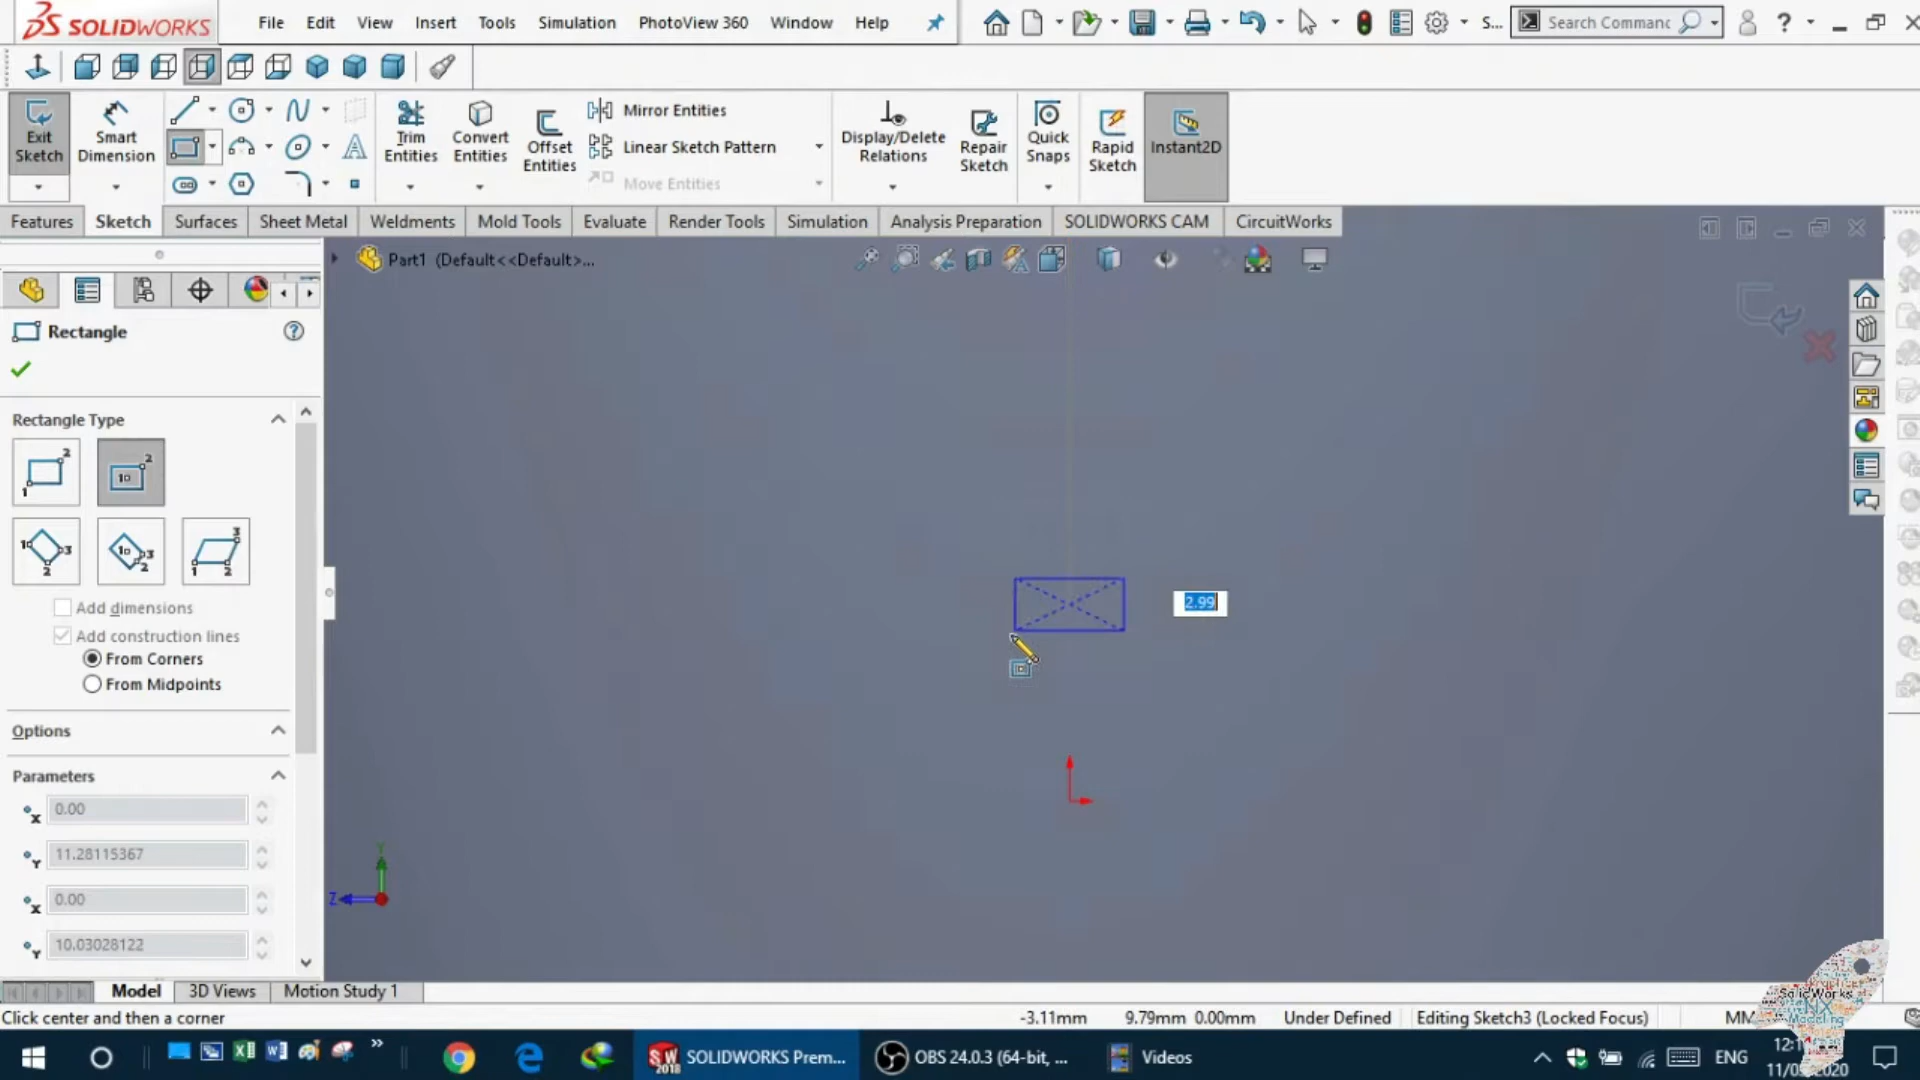 SOLIDWORKS File Edit View Insert Tools Simulation PhotoView 360 Window Help S... Search Commanc ?
Exit Sketch
Smart Dimension
Trim Entities
Convert Entities
Offset Entities
Mirror Entities
Linear Sketch Pattern
Move Entities
Display/Delete Relations
Repair Sketch
Quick Snaps
Rapid Sketch
Instant2D
Features Sketch Surfaces Sheet Metal Weldments Mold Tools Evaluate Render Tools Simulation Analysis Preparation SOLIDWORKS CAM CircuitWorks
Part1 (Default<<Default>...
Rectangle
Rectangle Type
Add dimensions
Add construction lines
From Corners
From Midpoints
Options
Parameters
0.00
11.28115367
0.00
10.03028122
2.99
Y
Z
Model 3D Views Motion Study 1
Click center and then a corner -3.11mm 9.79mm 0.00mm Under Defined Editing Sketch3 (Locked Focus)
SolidWorks
NX
Modeling
SOLIDWORKS Prem... OBS 24.0.3 (64-bit, ... Videos ENG